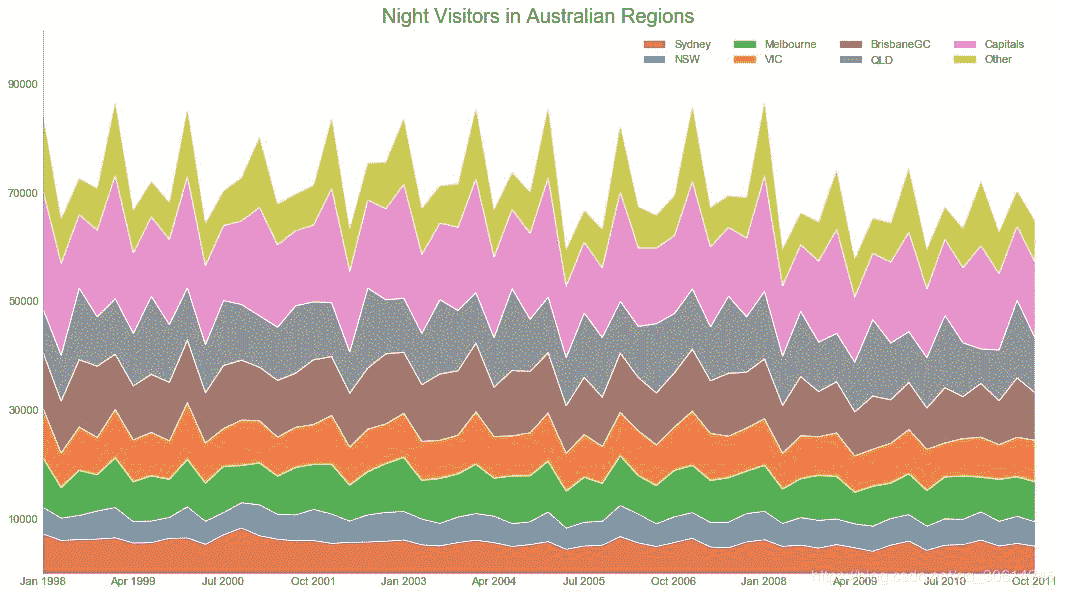 Night Visitors in Australian Regions
Sydney Melbourne BrisbaneGC Capitals
NSW VIC QLD Other
90000
70000
50000
30000
10000
Jan 1998 Apr 1999 Jul 2000 Oct 2001 Jan 2003 Apr 2004 Jul 2005 Oct 2006 Jan 2008 Apr 2009 Jul 2010 Oct 2011